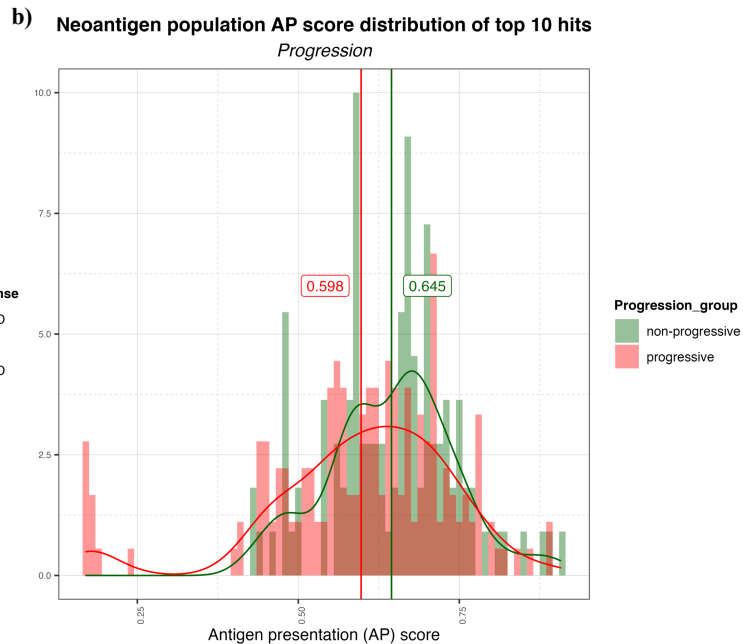 b)
Neoantigen population AP score distribution of top 10 hits
Progression
10.0
7.5
5.0
2.5
0.0
0.598
0.645
0.25
0.50
0.75
Antigen presentation (AP) score
Progression_group
non-progressive
progressive